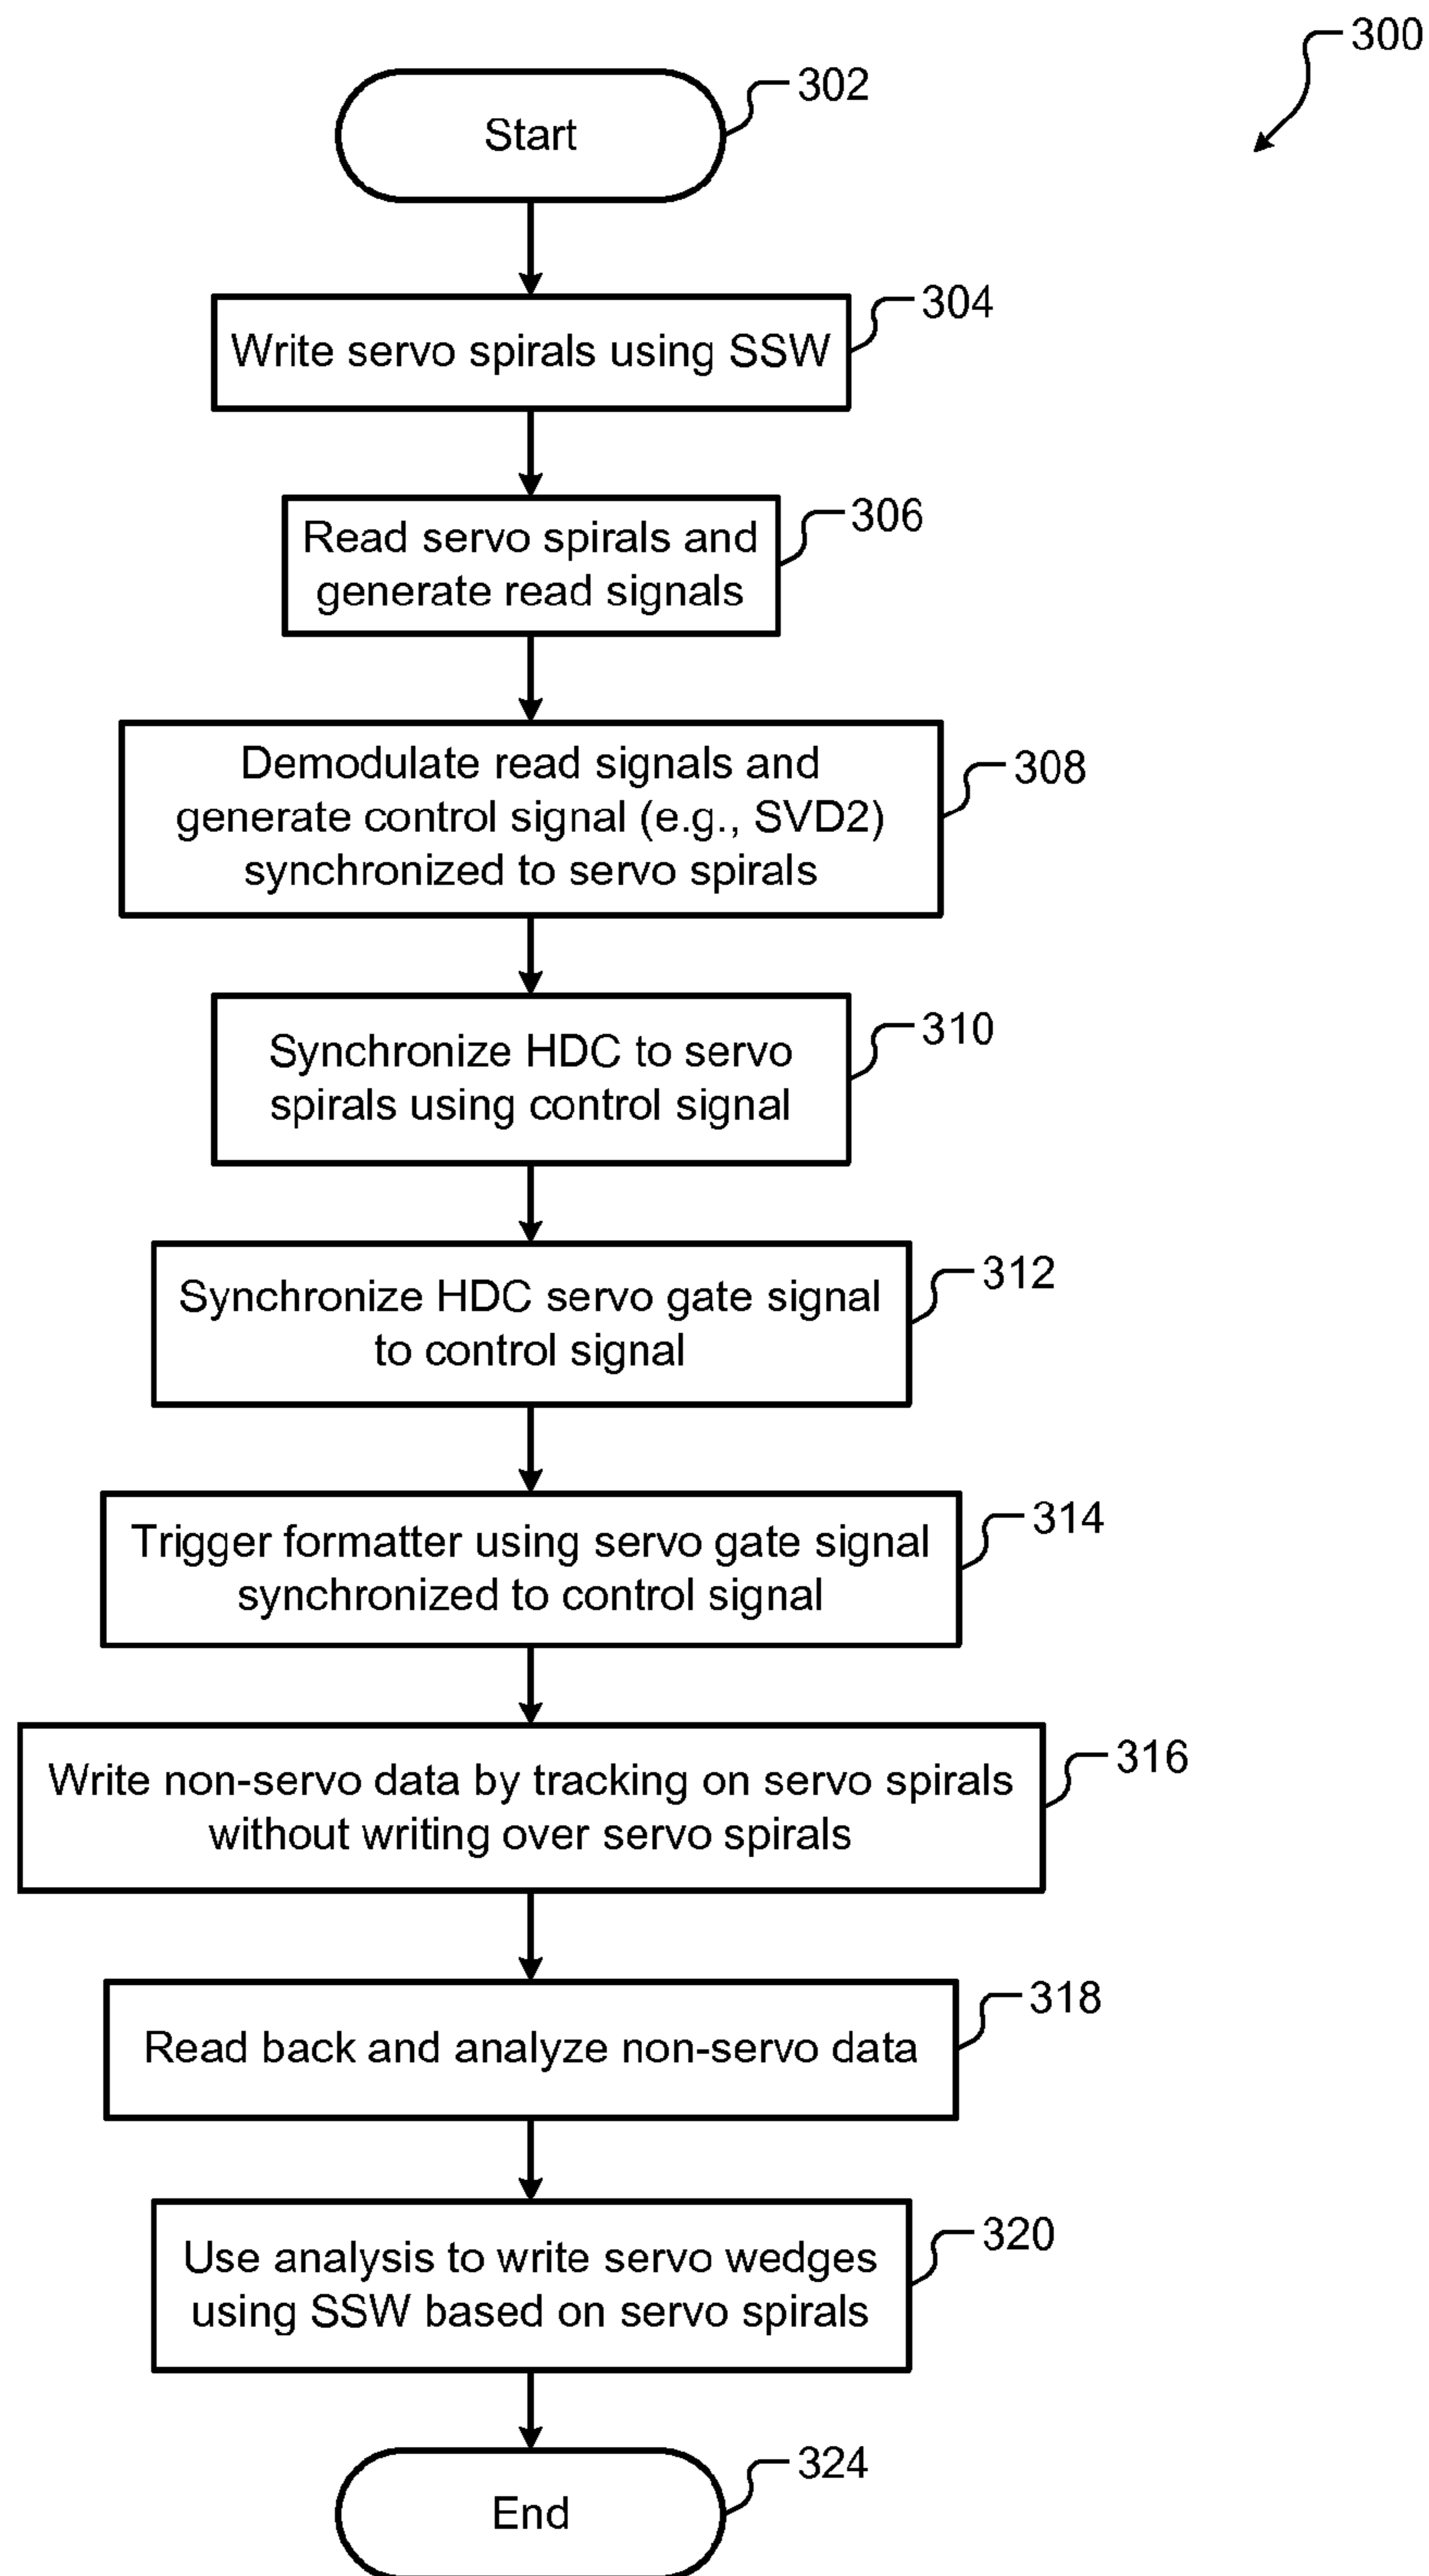 300
302
Start
304
Write servo spirals using SSW
306
Read servo spirals and
generate read signals
308
Demodulate read signals and
generate control signal (e.g., SVD2)
synchronized to servo spirals
310
Synchronize HDC to servo
spirals using control signal
312
Synchronize HDC servo gate signal
to control signal
314
Trigger formatter using servo gate signal
synchronized to control signal
316
Write non-servo data by tracking on servo spirals
without writing over servo spirals
318
Read back and analyze non-servo data
320
Use analysis to write servo wedges
using SSW based on servo spirals
324
End